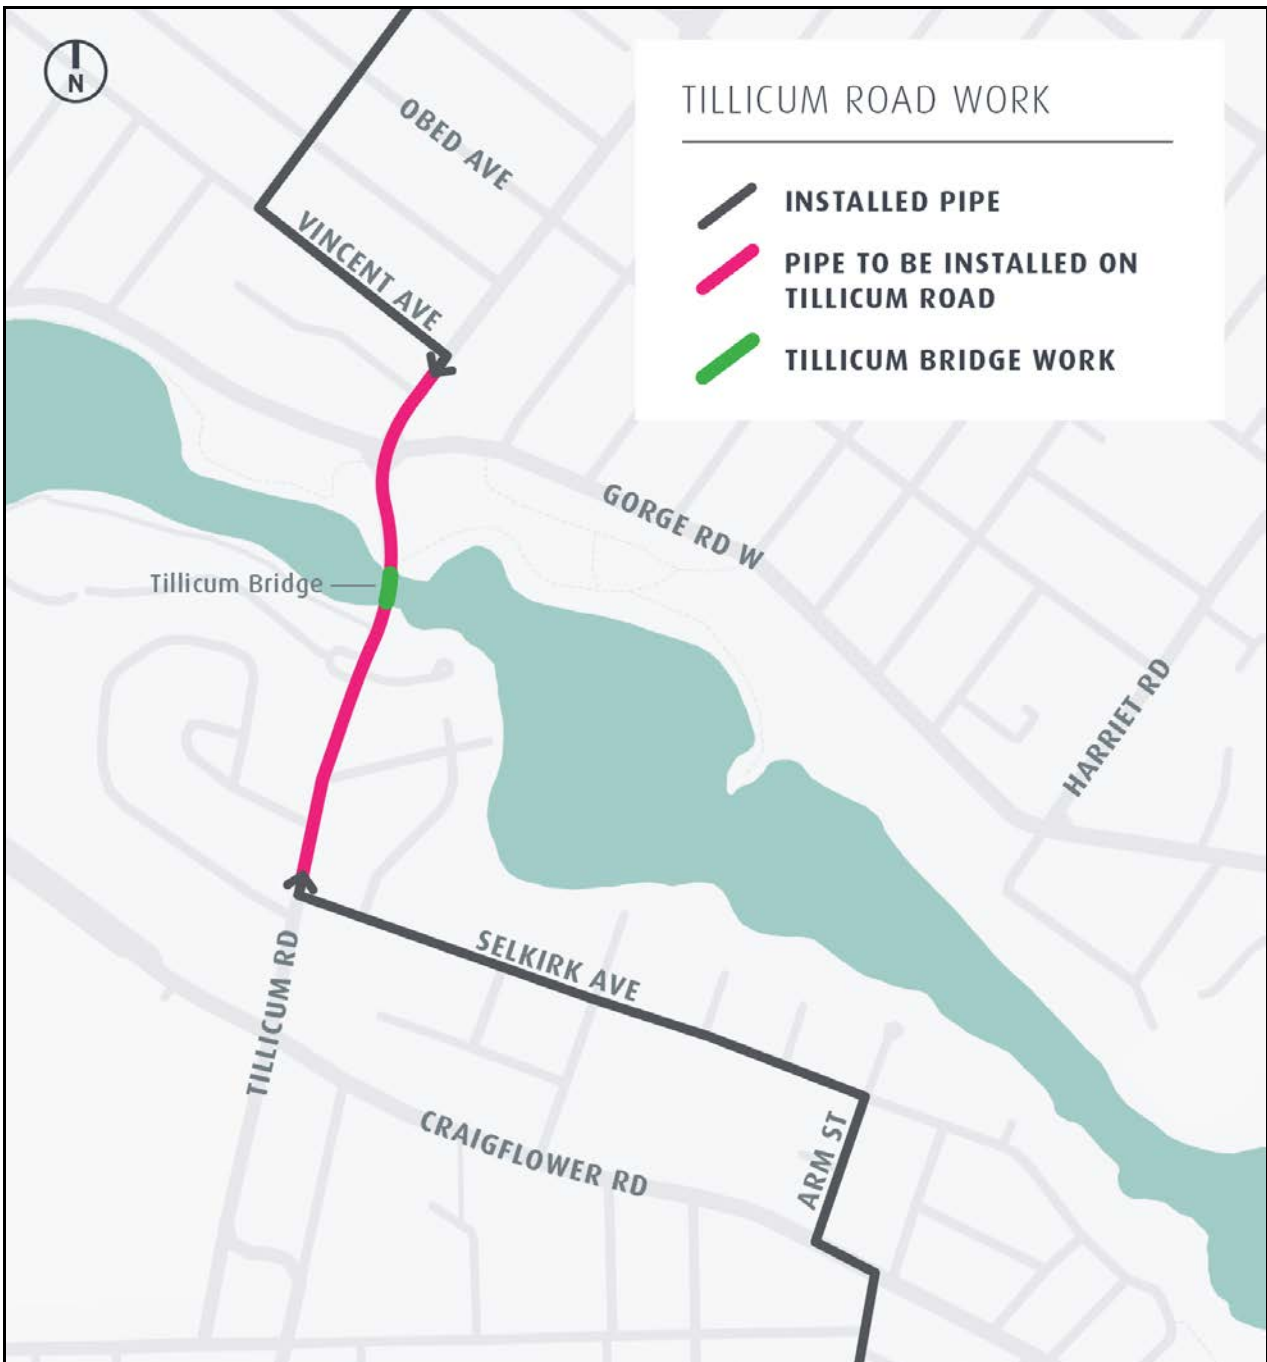 N
OBED AVE
TILLICUM ROAD WORK
INSTALLED PIPE
PIPE TO BE INSTALLED ON
TILLICUM ROAD
TILLICUM BRIDGE WORK
VINCENT AVE
GORGE RD W
Tillicum Bridge
HARRIET RD
SELKIRK AVE
TILLICUM RD
CRAIGFLOWER RD
ARM ST